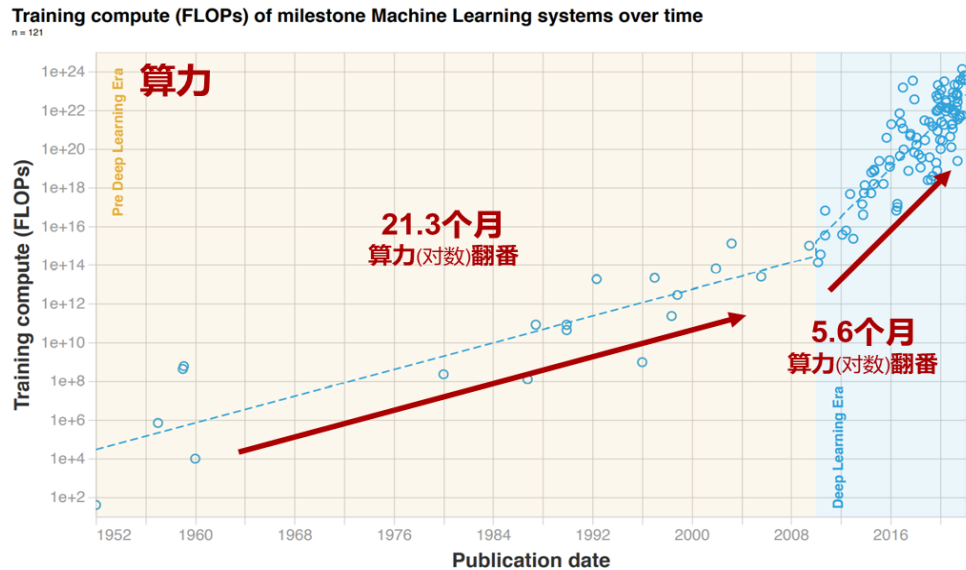 Training compute (FLOPs) of milestone Machine Learning systems over time
n = 121
Training compute (FLOPs)
1e+24
1e+22
1e+20
1e+18
1e+16
1e+14
1e+12
1e+10
1e+8
1e+6
1e+4
1e+2
Pre Deep Learning Era
算力
21.3个月
算力(对数)翻番
5.6个月
算力(对数)翻番
Deep Learning Era
1952
1960
1968
1976
1984
1992
2000
2008
2016
Publication date